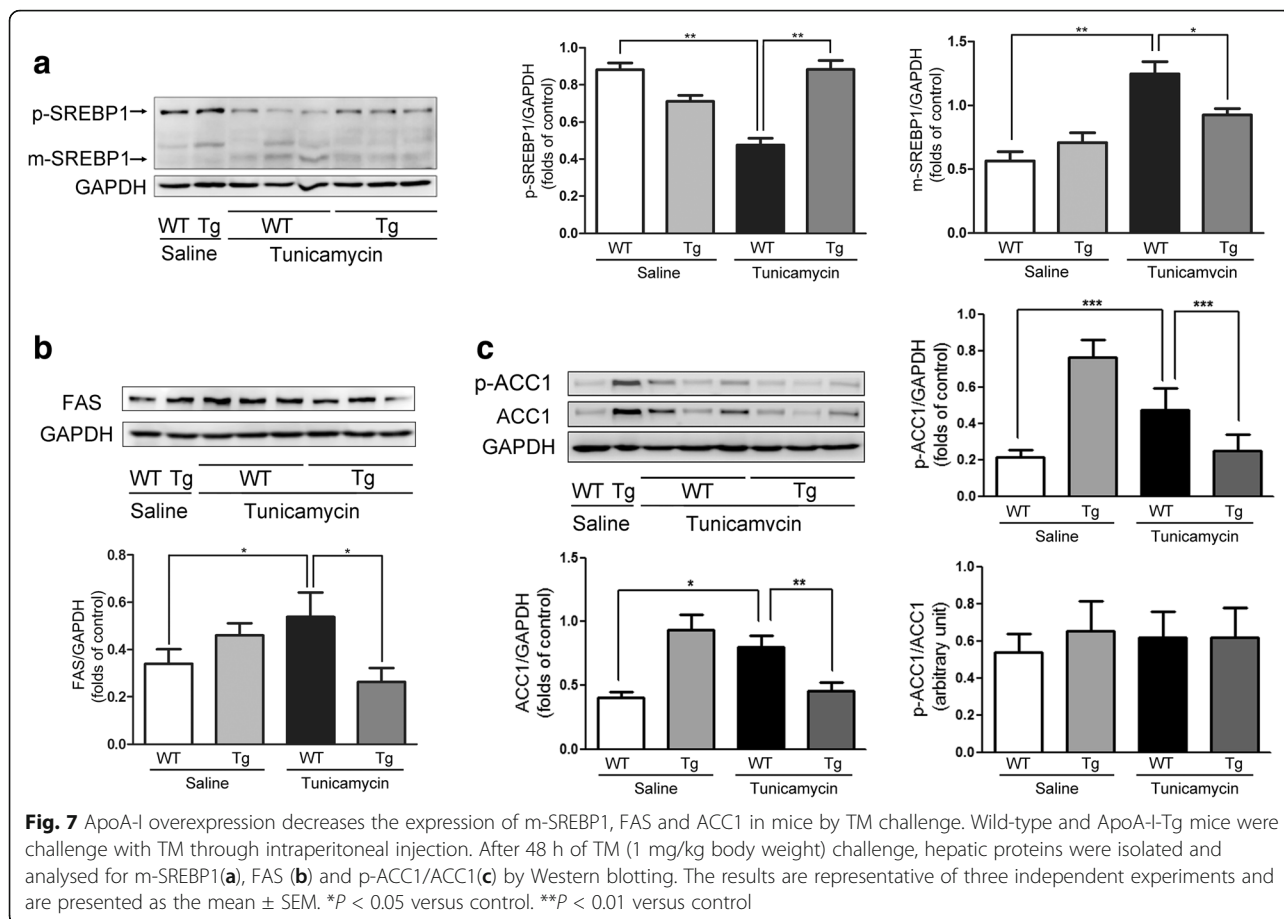 a
p-SREBP1→
m-SREBP1→
GAPDH
WT Tg WT Tg
Saline Tunicamycin
p-SREBP1/GAPDH
(folds of control)
1.0
0.8
0.6
0.4
0.2
0.0
** **
WT Tg WT Tg
Saline Tunicamycin
m-SREBP1/GAPDH
(folds of control)
1.5
1.0
0.5
0.0
** *
WT Tg WT Tg
Saline Tunicamvcin
b
FAS
GAPDH
WT Tg WT Tg
Saline Tunicamycin
FAS/GAPDH
(folds of control)
0.8
0.6
0.4
0.2
0.0
* *
WT Tg WT Tg
Saline Tunicamycin
c
p-ACC1
ACC1
GAPDH
WT Tg WT Tg
Saline Tunicamvcin
p-ACC1/GAPDH
(folds of control)
1.0
0.8
0.6
0.4
0.2
0.0
*** ***
WT Tg WT Tg
Saline Tunicamycin
ACC1/GAPDH
(folds of control)
1.5
1.0
0.5
0.0
* **
WT Tg WT Tg
Saline Tunicamycin
p-ACC1/ACC1
(arbitrary unit)
1.0
0.8
0.6
0.4
0.2
0.0
WT Tg WT Tg
Saline Tunicamycin
Fig. 7 ApoA-I overexpression decreases the expression of m-SREBP1, FAS and ACC1 in mice by TM challenge. Wild-type and ApoA-I-Tg mice were
challenge with TM through intraperitoneal injection. After 48 h of TM (1 mg/kg body weight) challenge, hepatic proteins were isolated and
analysed for m-SREBP1(a), FAS (b) and p-ACC1/ACC1(c) by Western blotting. The results are representative of three independent experiments and
are presented as the mean ± SEM. *P < 0.05 versus control. **P < 0.01 versus control